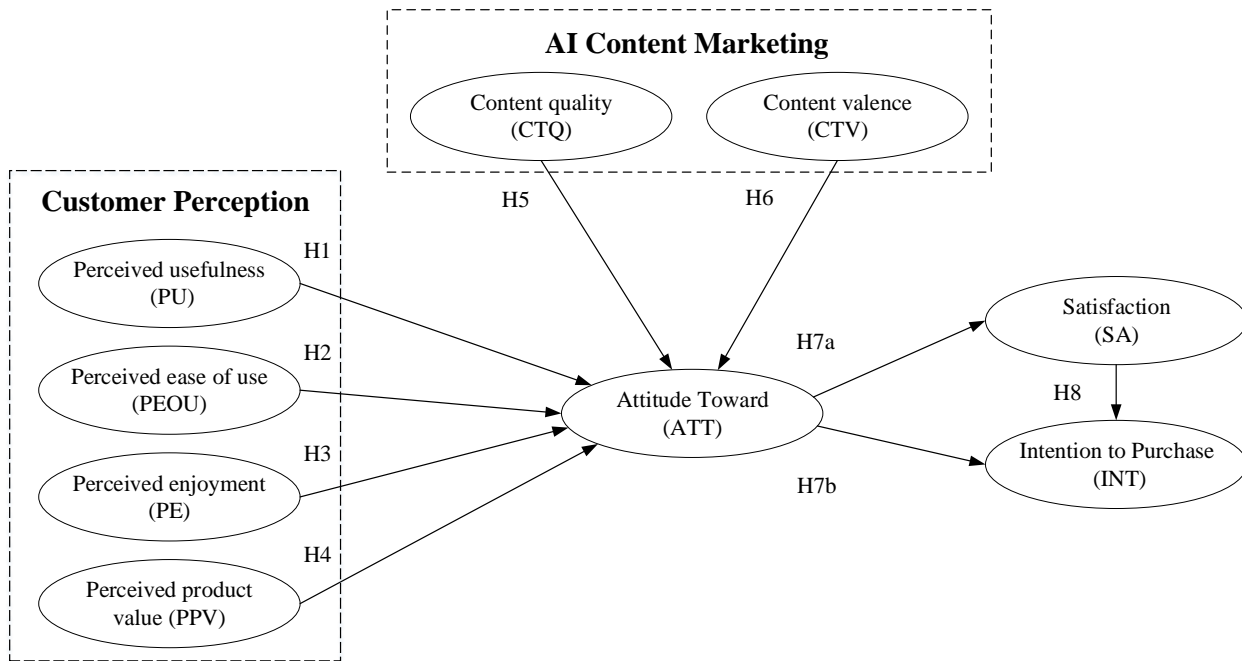 AI Content Marketing
Content quality
(CTQ)
Content valence
(CTV)
H5
H6
Customer Perception
H1
Perceived usefulness
(PU)
H2
Perceived ease of use
(PEOU)
H3
Perceived enjoyment
(PE)
H4
Perceived product
value (PPV)
Attitude Toward
(ATT)
H7a
H7b
Satisfaction
(SA)
H8
Intention to Purchase
(INT)